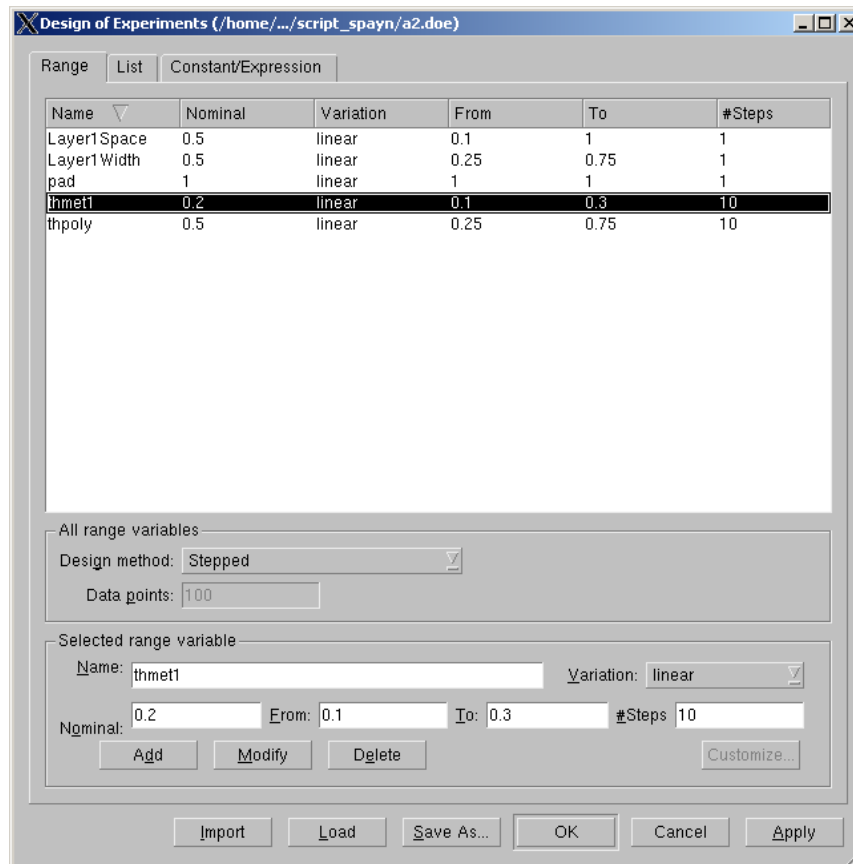 Design of Experiments (/home/.../script_spayn/a2.doe)
Range List Constant/Expression
Name Nominal Variation From To #Steps
Layer1Space 0.5 linear 0.1 1 1
Layer1Width 0.5 linear 0.25 0.75 1
pad 1 linear 1 1 1
thmet1 0.2 linear 0.1 0.3 10
thpoly 0.5 linear 0.25 0.75 10
All range variables
Design method: Stepped
Data points: 100
Selected range variable
Name: thmet1 Variation: linear
Nominal: 0.2 From: 0.1 To: 0.3 #Steps 10
Add Modify Delete Customize...
Import Load Save As... OK Cancel Apply